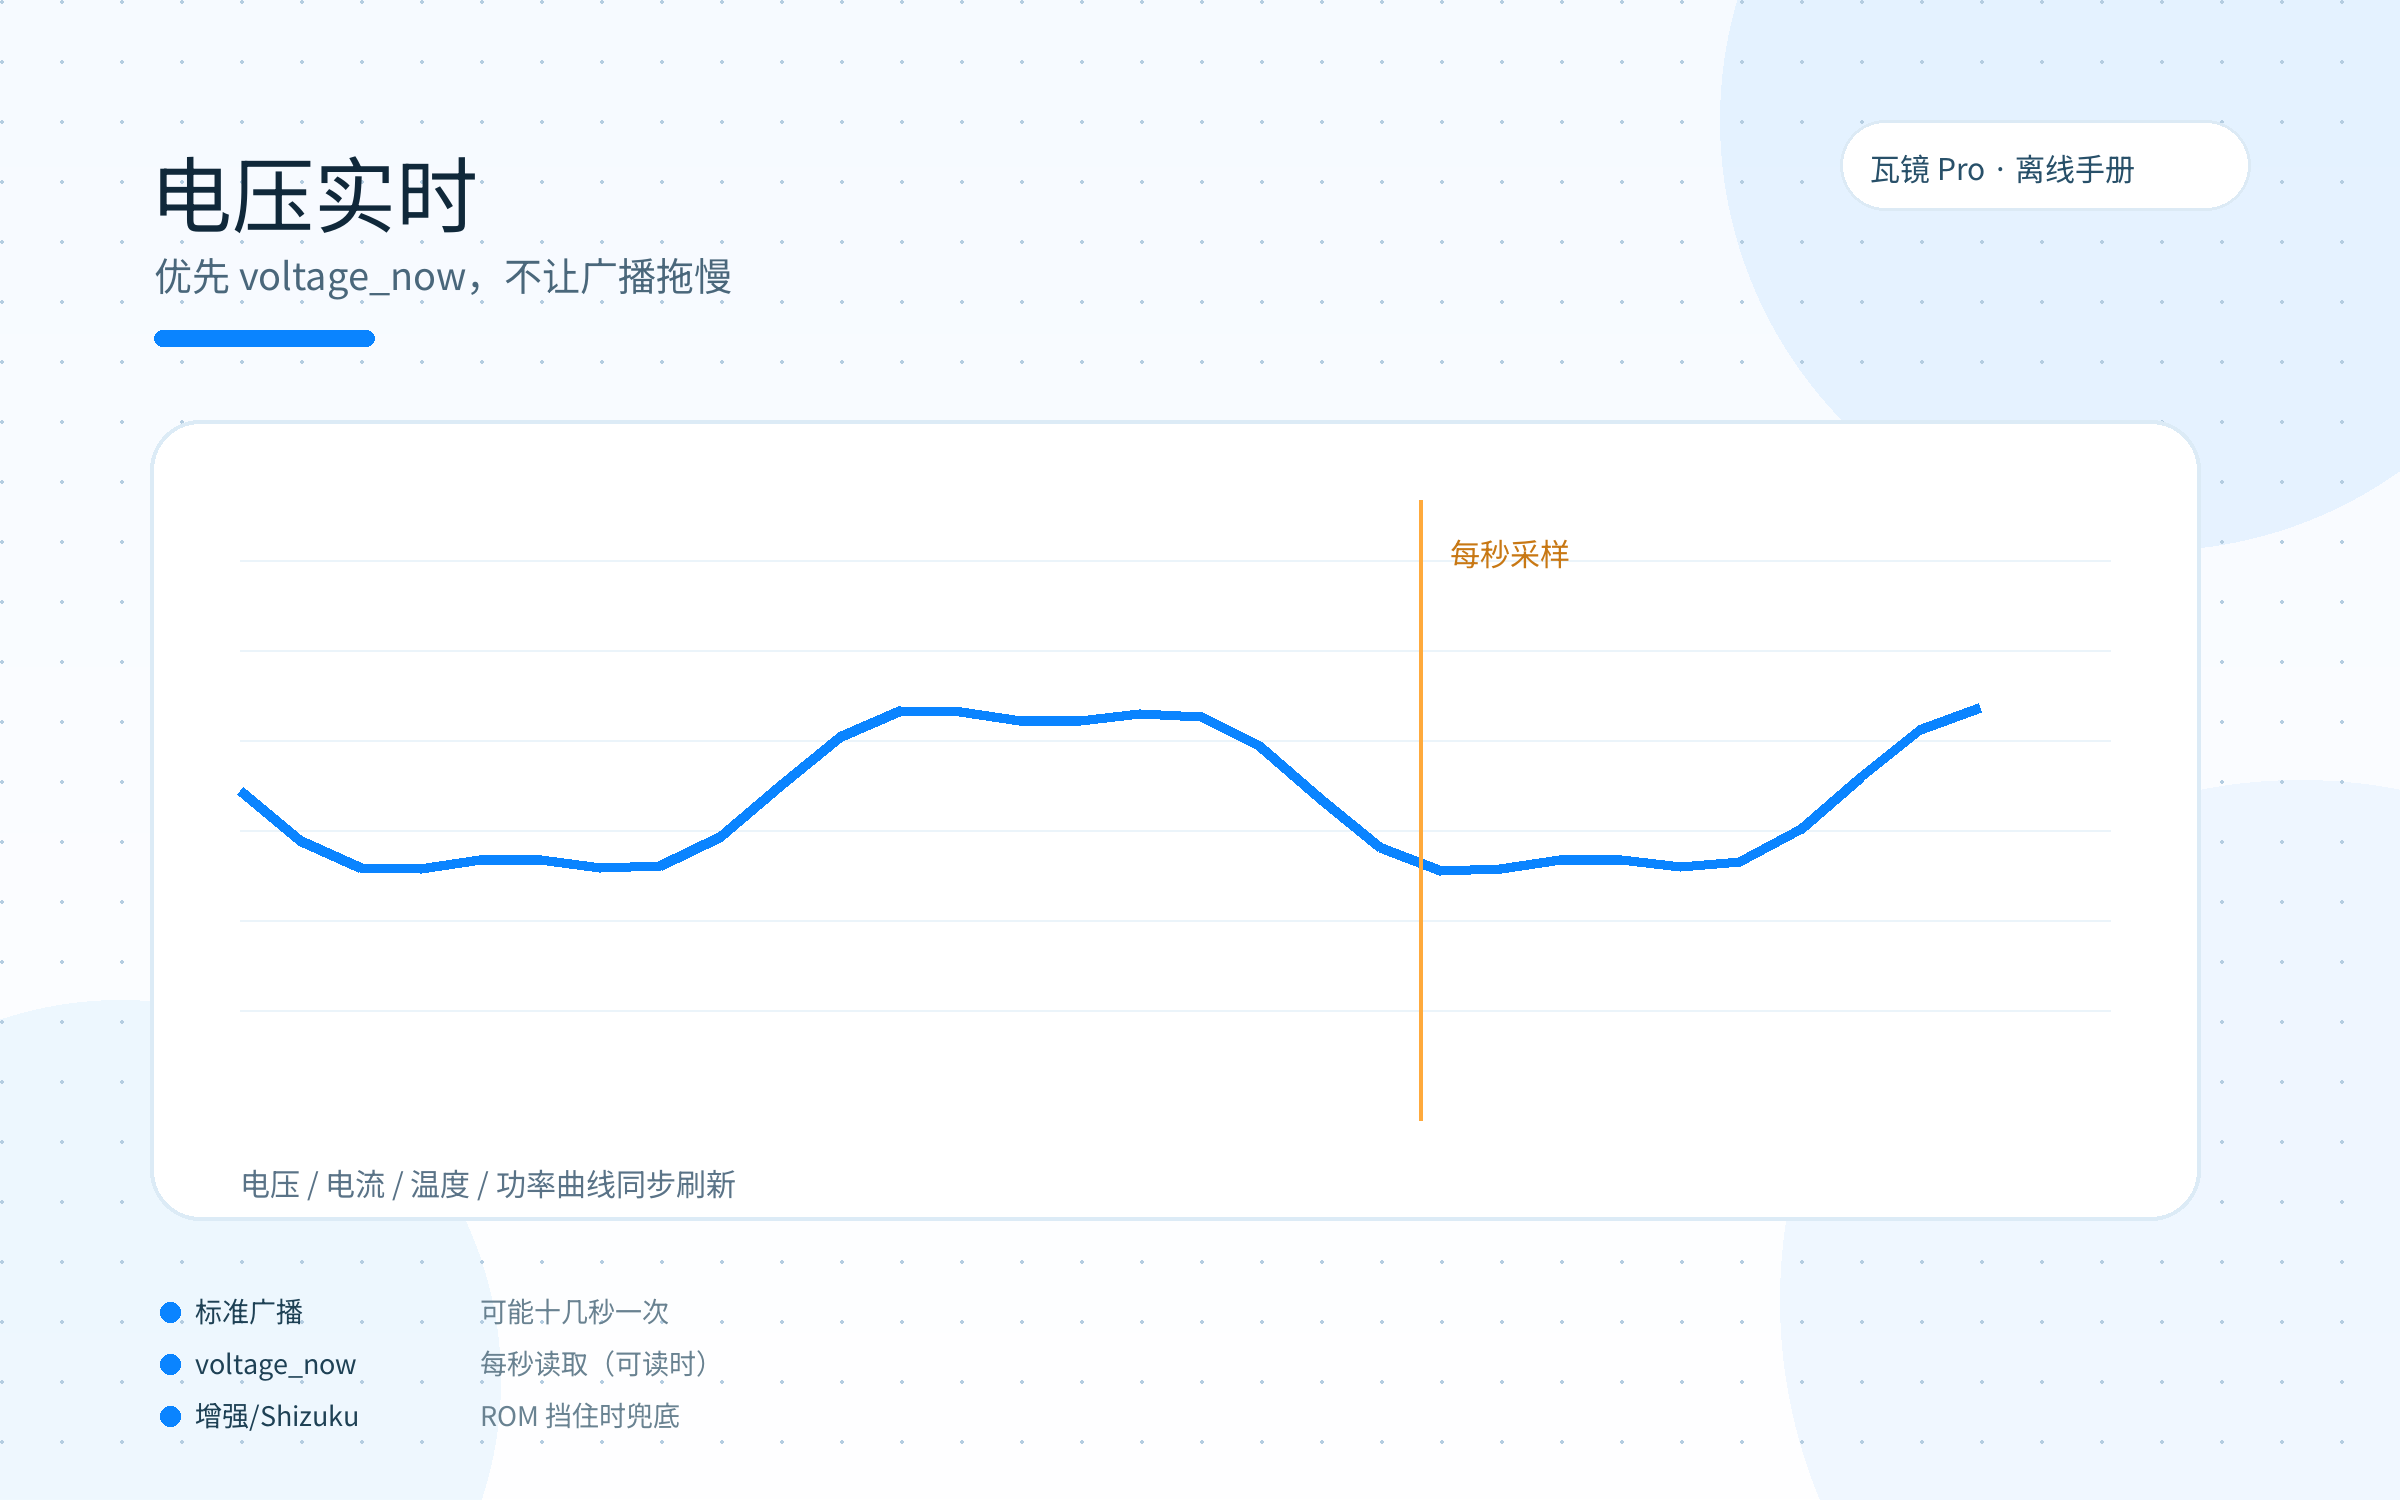 电压实时
瓦镜 Pro · 离线手册
优先 voltage_now，不让广播拖慢
每秒采样
电压 / 电流 / 温度 / 功率曲线同步刷新
标准广播 可能十几秒一次
voltage_now 每秒读取（可读时）
增强/Shizuku ROM 挡住时兜底